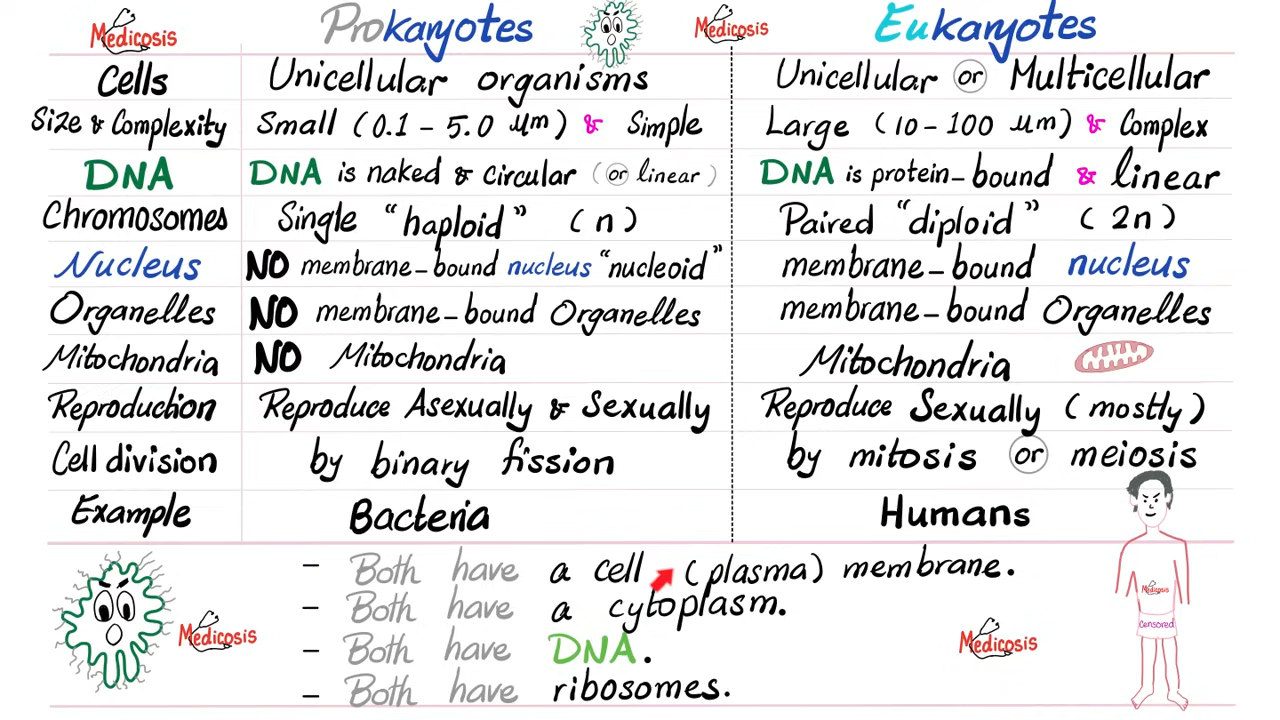 Medicosis Prokaryotes Medicosis Eukaryotes
Cells Unicellular organisms Unicellular or Multicellular
Size & Complexity Small (0.1 - 5.0 µm) & Simple Large (10 - 100 µm) & Complex
DNA DNA is naked & circular (or linear) DNA is protein-bound & linear
Chromosomes Single "haploid" (n) Paired "diploid" (2n)
Nucleus NO membrane-bound nucleus "nucleoid" membrane-bound nucleus
Organelles NO membrane-bound Organelles membrane-bound Organelles
Mitochondria NO Mitochondria Mitochondria
Reproduction Reproduce Asexually & Sexually Reproduce Sexually (mostly)
Cell division by binary fission by mitosis or meiosis
Example Bacteria Humans
- Both have a cell (plasma) membrane.
Medicosis
- Both have a cytoplasm.
Censored
Medicosis
Medicosis
- Both have DNA.
- Both have ribosomes.